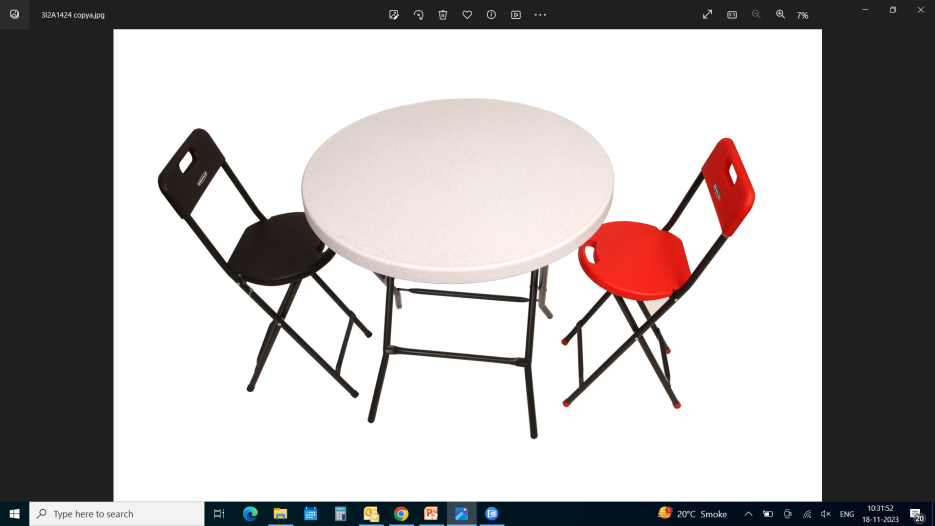 3I2A1424 copya.jpg
7%
Type here to search
20°C Smoke
ENG
10:31:52
18-11-2023
20